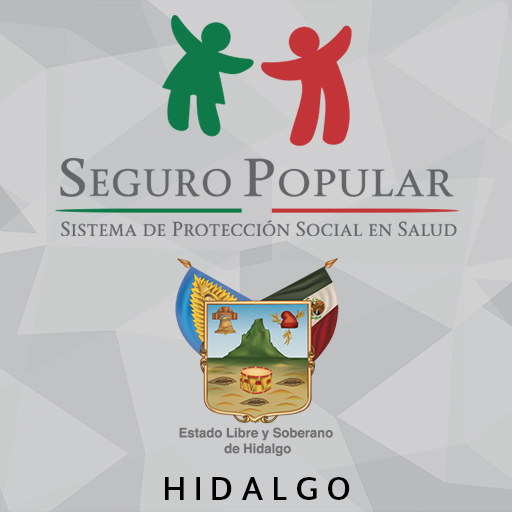 SEGURO POPULAR
SISTEMA DE PROTECCIÓN SOCIAL EN SALUD
Estado Libre y Soberano
de Hidalgo
HIDALGO